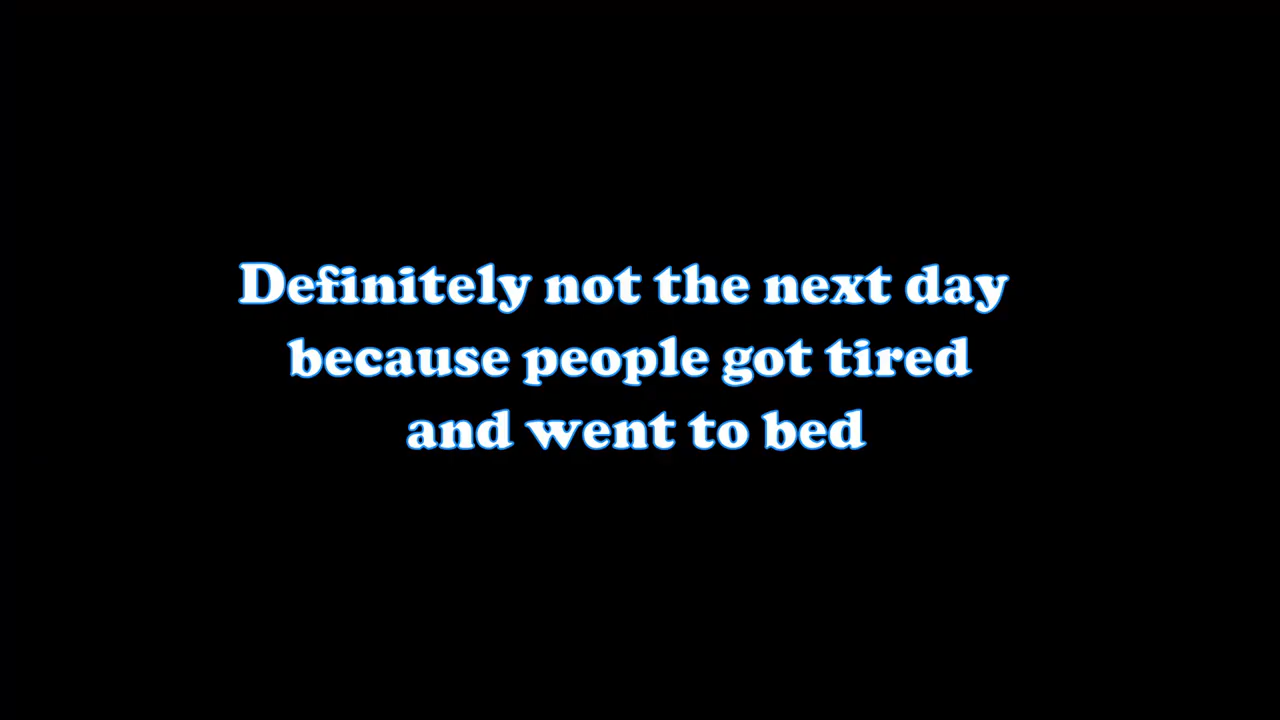 Definitely not the next day
because people got tired
and went to bed